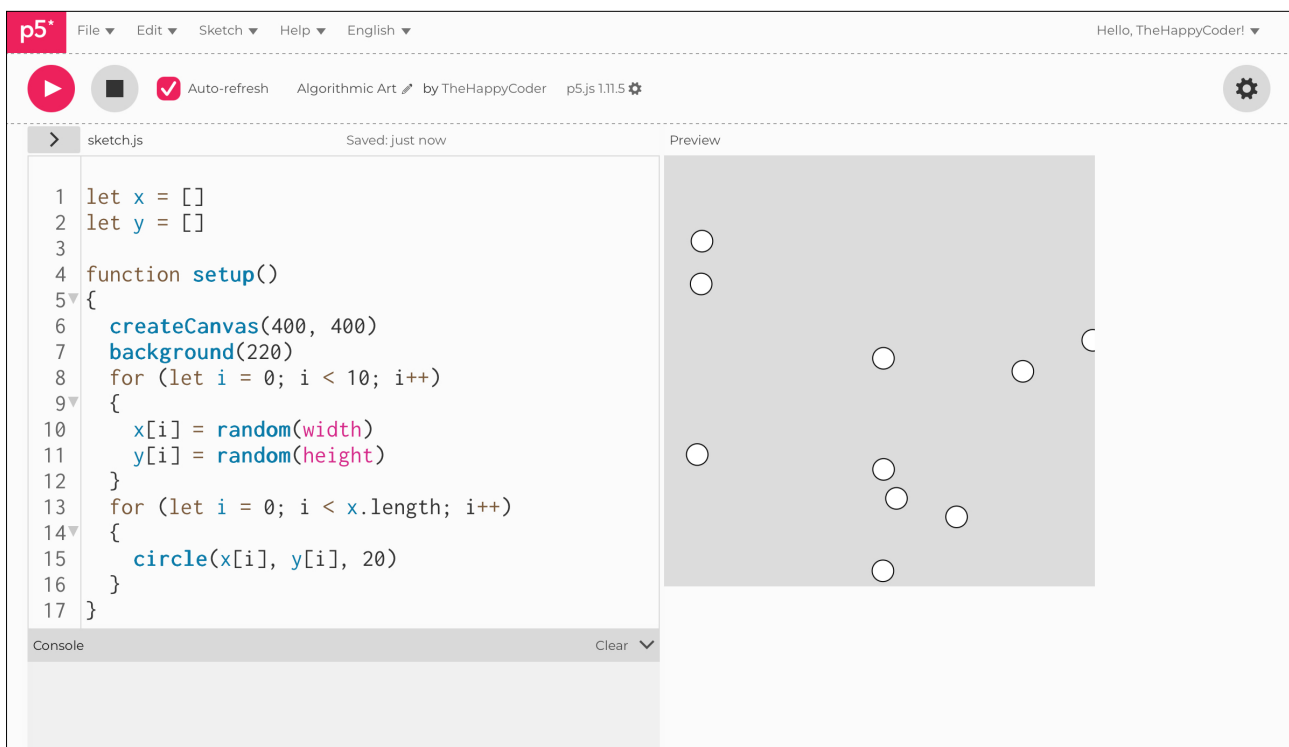 p5* File Edit Sketch Help English Hello, TheHappyCoder!
Auto-refresh Algorithmic Art by TheHappyCoder p5.js 1.11.5
sketch.js Saved: just now Preview
1 let x = []
2 let y = []
3
4 function setup()
5 {
6 createCanvas(400, 400)
7 background(220)
8 for (let i = 0; i < 10; i++)
9 {
10 x[i] = random(width)
11 y[i] = random(height)
12 }
13 for (let i = 0; i < x.length; i++)
14 {
15 circle(x[i], y[i], 20)
16 }
17 }
Console Clear